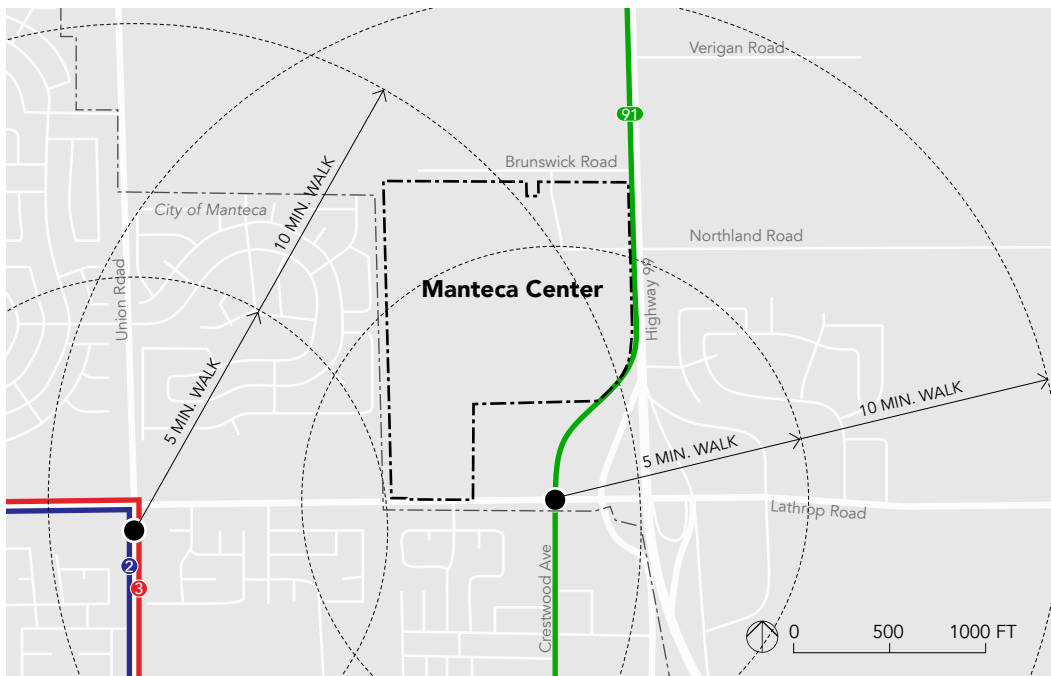 Verigan Road
91
Brunswick Road
10 MIN. WALK
City of Manteca
Northland Road
Union Rdad
Manteca Center
Highway 99
5 MIN. WALK
10 MIN. WALK
5 MIN. WALK
Lathrop Road
2
3
Crestwood Ave
0 500 1000 FT